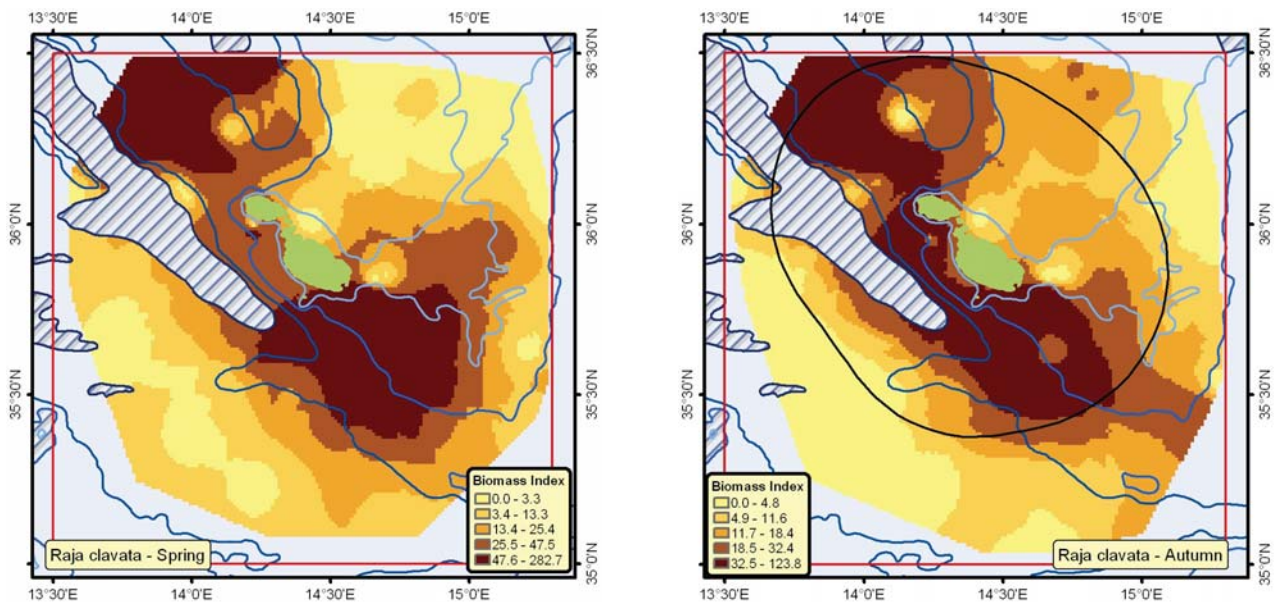 13°30'E 14°0'E 14°30'E 15°0'E
36°30'N
36°0'N
35°30'N
35°0'N
Biomass Index
0.0 - 3.3
3.4 - 13.3
13.4 - 25.4
25.5 - 47.5
47.6 - 282.7
Raja clavata - Spring
13°30'E 14°0'E 14°30'E 15°0'E
13°30'E 14°0'E 14°30'E 15°0'E
36°30'N
36°0'N
35°30'N
35°0'N
36°30'N
36°0'N
35°30'N
35°0'N
Biomass Index
0.0 - 4.8
4.9 - 11.6
11.7 - 18.4
18.5 - 32.4
32.5 - 123.8
Raja clavata - Autumn
13°30'E 14°0'E 14°30'E 15°0'E